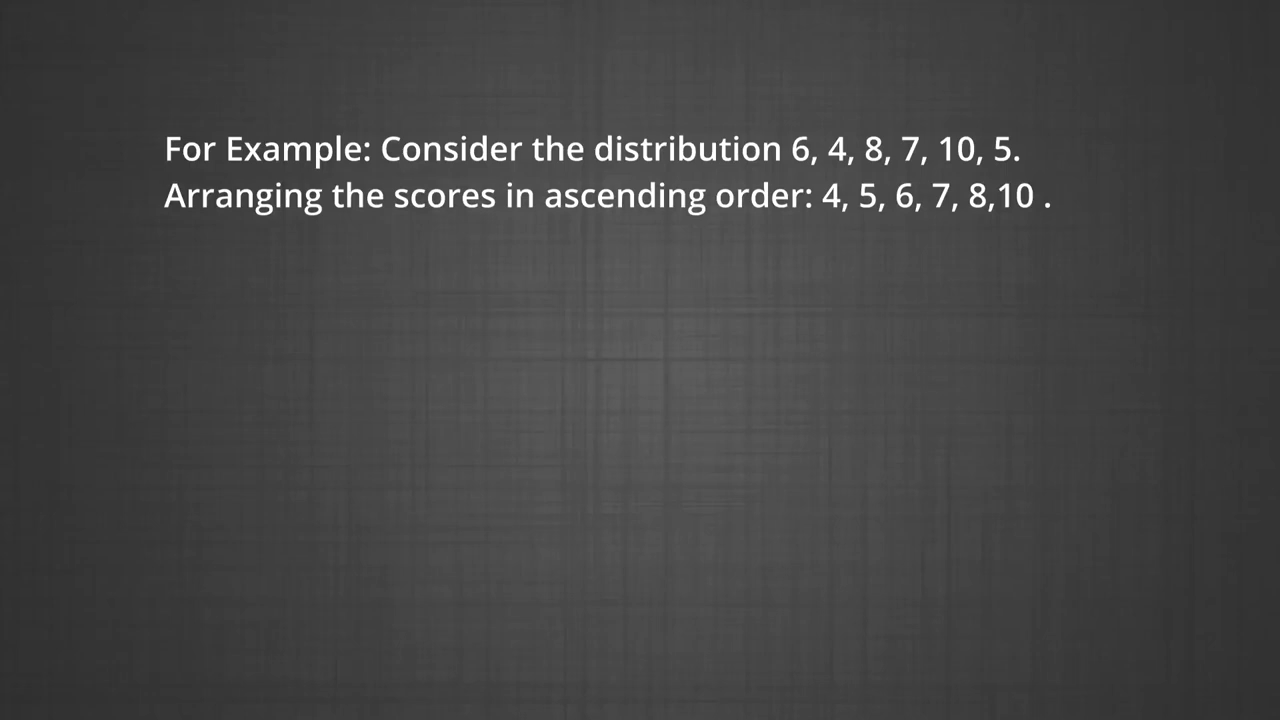 For Example: Consider the distribution 6, 4, 8, 7, 10, 5.
Arranging the scores in ascending order: 4, 5, 6, 7, 8,10 .